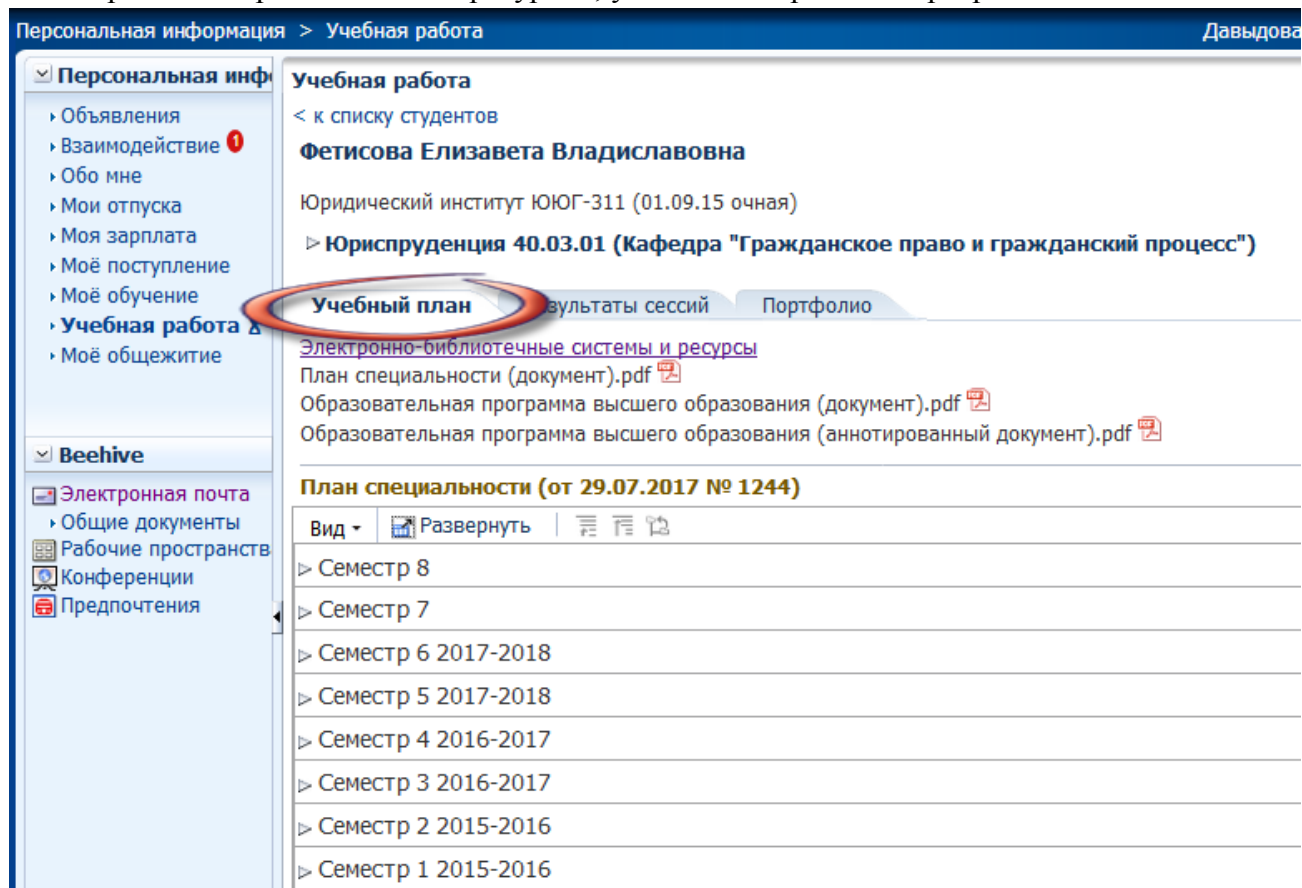 Персональная информация > Учебная работа
Давыдова
Персональная инф
Объявления
Взаимодействие 1
Обо мне
Мои отпуска
Моя зарплата
Моё поступление
Моё обучение
Учебная работа
Моё общежитие
Beehive
Электронная почта
Общие документы
Рабочие пространств
Конференции
Предпочтения
Учебная работа
< к списку студентов
Фетисова Елизавета Владиславовна
Юридический институт ЮЮГ-311 (01.09.15 очная)
Юриспруденция 40.03.01 (Кафедра "Гражданское право и гражданский процесс")
Учебный план зультаты сессий Портфолио
Электронно-библиотечные системы и ресурсы
План специальности (документ).pdf
Образовательная программа высшего образования (документ).pdf
Образовательная программа высшего образования (аннотированный документ).pdf
План специальности (от 29.07.2017 № 1244)
Вид Развернуть
Семестр 8
Семестр 7
Семестр 6 2017-2018
Семестр 5 2017-2018
Семестр 4 2016-2017
Семестр 3 2016-2017
Семестр 2 2015-2016
Семестр 1 2015-2016